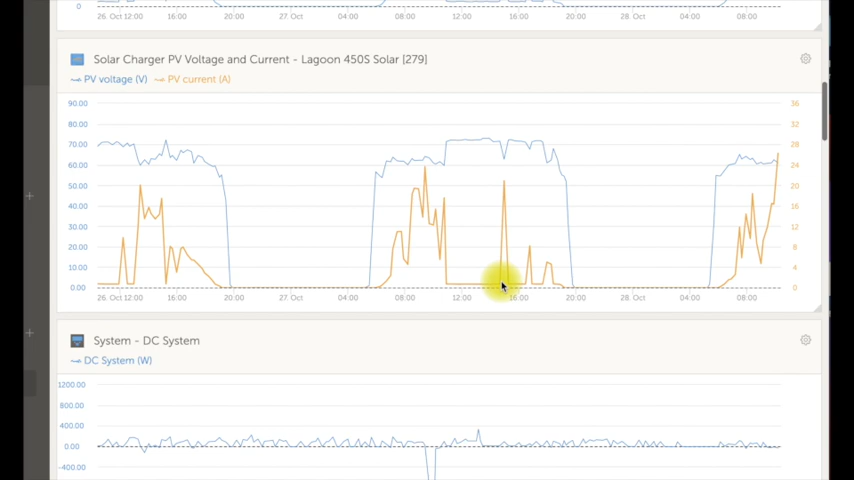 0
26. Oct 12:00 16:00 20:00 27. Oct 04:00 08:00 12:00 16:00 20:00 28. Oct 04:00 08:00
Solar Charger PV Voltage and Current - Lagoon 450S Solar [279]
PV voltage (V) PV current (A)
90.00 36
80.00 32
70.00 28
60.00 24
50.00 20
40.00 16
30.00 12
20.00 8
10.00 4
0.00 0
26. Oct 12:00 16:00 20:00 27. Oct 04:00 08:00 12:00 16:00 20:00 28. Oct 04:00 08:00
System - DC System
DC System (W)
1200.00
800.00
400.00
0.00
-400.00